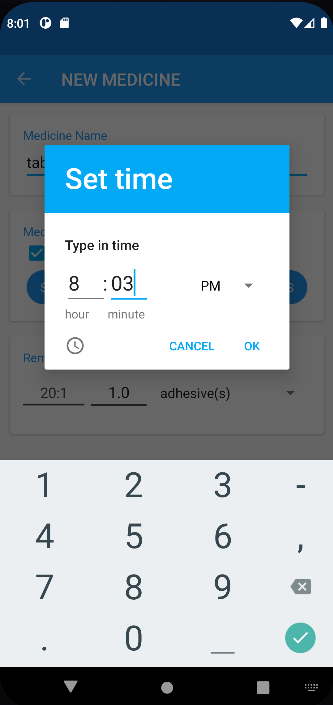 8:01
NEW MEDICINE
Medicine Name
tab
Set time
Type in time
8 : 03 PM
hour minute
CANCEL OK
20:1 1.0 adhesive(s)
1 2 3 -
4 5 6 ,
7 8 9
. 0 _